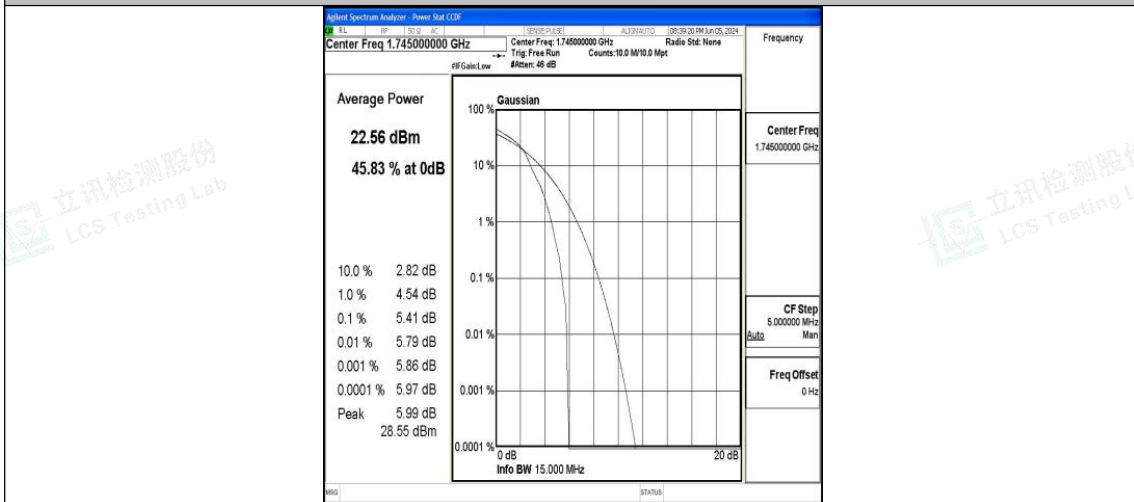 Agilent Spectrum Analyzer - Power Stat CCDF
RL RF 50 Ω AC SENSE:PULSE ALIGN AUTO 08:39:20 PM Jun 05, 2024
Center Freq 1.745000000 GHz
Center Freq: 1.745000000 GHz Radio Std: None
Trig: Free Run Counts:10.0 M/10.0 Mpt
#IFGain:Low #Atten: 46 dB
Frequency
Average Power
22.56 dBm
45.83 % at 0dB
10.0 % 2.82 dB
1.0 % 4.54 dB
0.1 % 5.41 dB
0.01 % 5.79 dB
0.001 % 5.86 dB
0.0001 % 5.97 dB
Peak 5.99 dB
28.55 dBm
Gaussian
100 %
10 %
1 %
0.1 %
0.01 %
0.001 %
0.0001 %
0 dB 20 dB
Info BW 15.000 MHz
Center Freq
1.745000000 GHz
CF Step
5.000000 MHz
Auto Man
Freq Offset
0 Hz
MSG STATUS
立讯检测股份
LCS Testing Lab
立讯检测股份
LCS Testing L